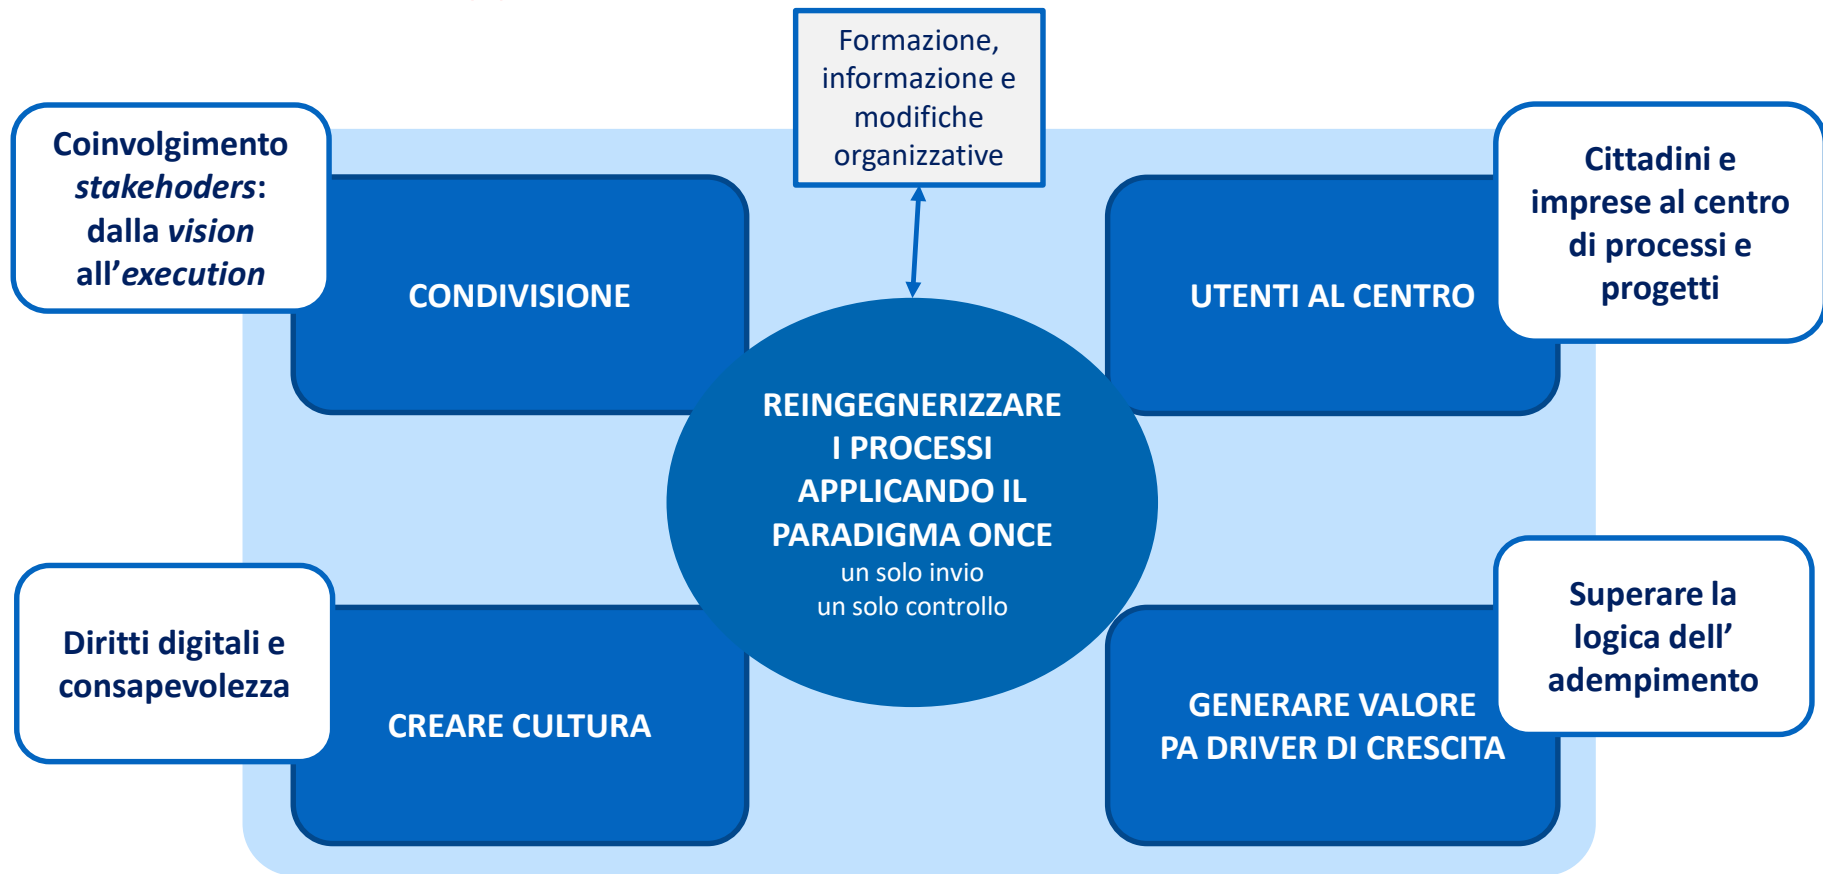 Formazione,
informazione e
modifiche
organizzative
Coinvolgimento
stakehoders:
dalla vision
all’execution
CONDIVISIONE
UTENTI AL CENTRO
Cittadini e
imprese al centro
di processi e
progetti
REINGEGNERIZZARE
I PROCESSI
APPLICANDO IL
PARADIGMA ONCE
un solo invio
un solo controllo
Diritti digitali e
consapevolezza
CREARE CULTURA
GENERARE VALORE
PA DRIVER DI CRESCITA
Superare la
logica dell’
adempimento